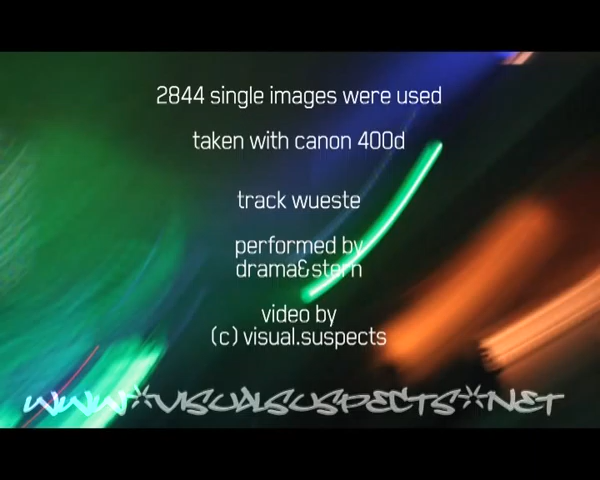 2844 single images were used
taken with canon 400d
track wueste
performed by
drama&stern
video by
(c) visual.suspects
WWW*VISUALSUSPECTS*NET